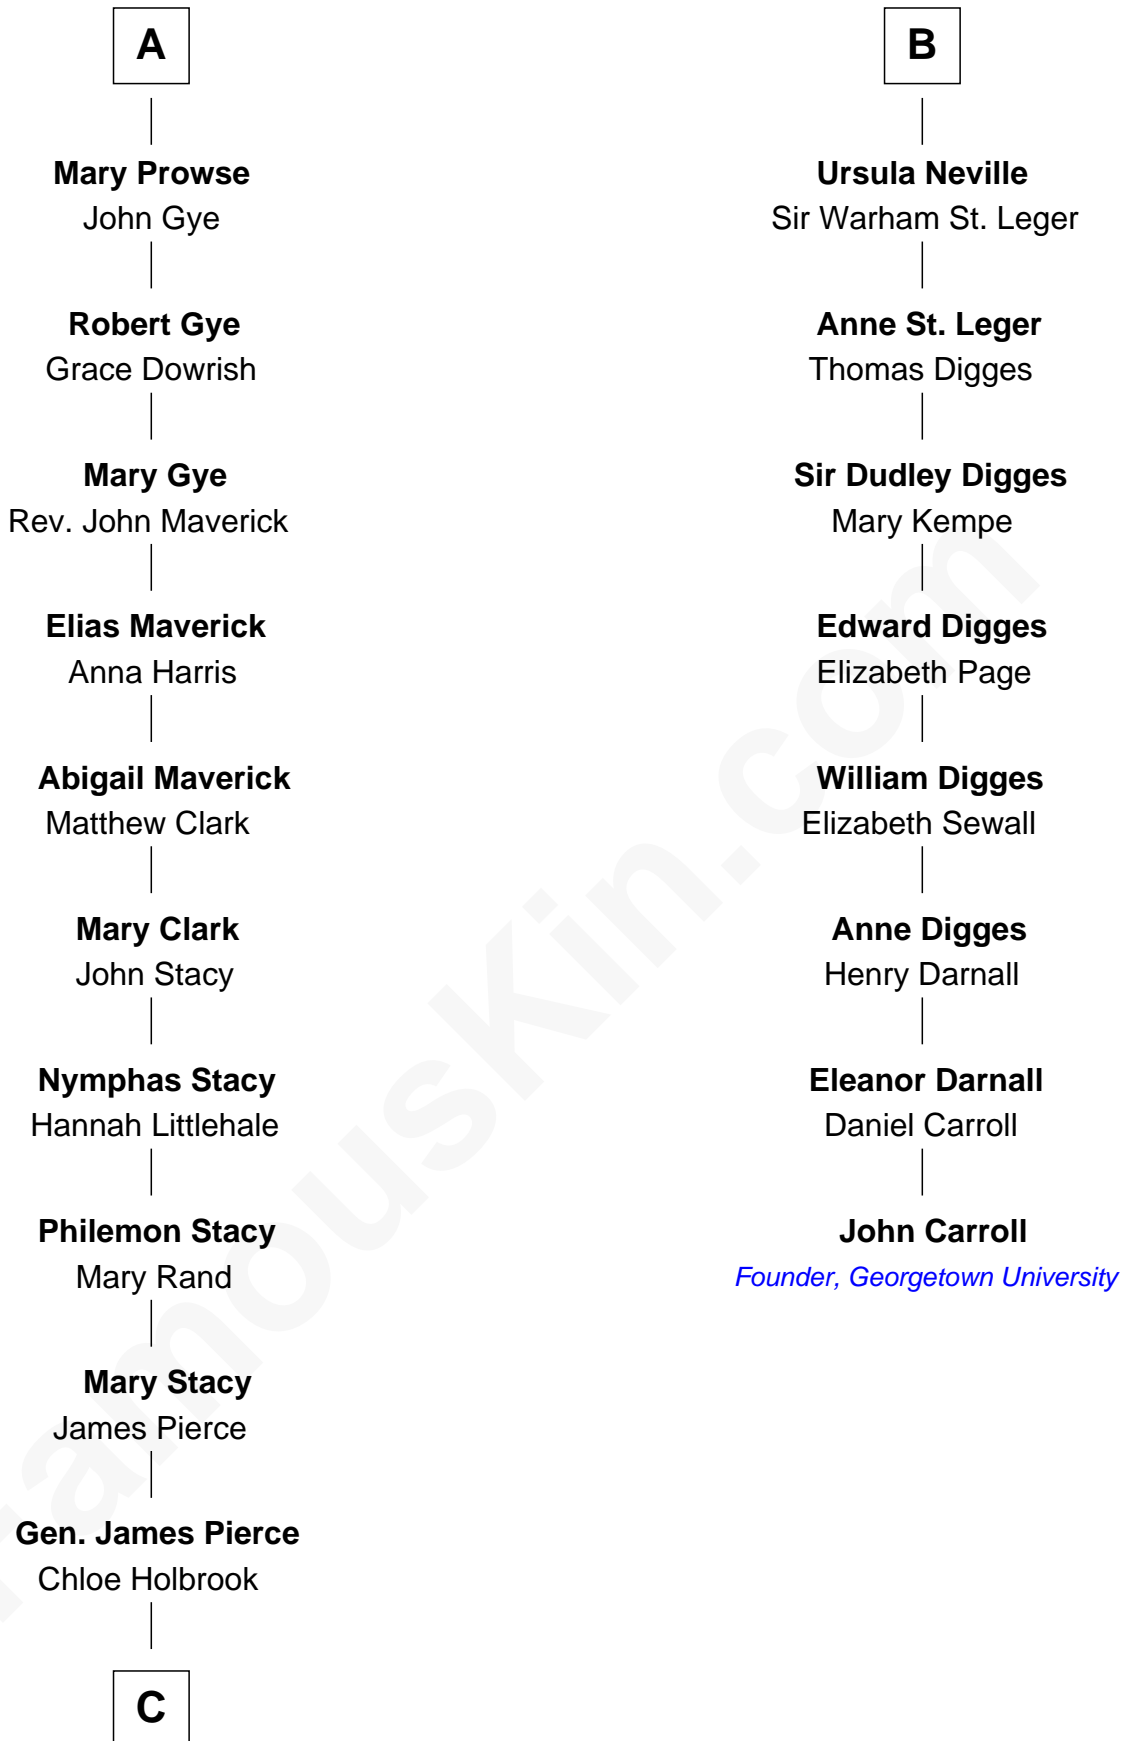 A
Mary Prowse
John Gye
Robert Gye
Grace Dowrish
Mary Gye
Rev. John Maverick
Elias Maverick
Anna Harris
Abigail Maverick
Matthew Clark
Mary Clark
John Stacy
Nymphas Stacy
Hannah Littlehale
Philemon Stacy
Mary Rand
Mary Stacy
James Pierce
Gen. James Pierce
Chloe Holbrook
C
B
Ursula Neville
Sir Warham St. Leger
Anne St. Leger
Thomas Digges
Sir Dudley Digges
Mary Kempe
Edward Digges
Elizabeth Page
William Digges
Elizabeth Sewall
Anne Digges
Henry Darnall
Eleanor Darnall
Daniel Carroll
John Carroll
Founder, Georgetown University
FamousKin.com